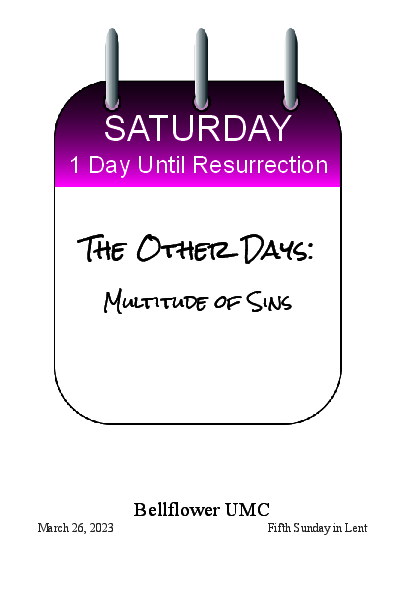 SATURDAY
1 Day Until Resurrection
The Other Days:
Multitude of Sins
Bellflower UMC
March 26, 2023 Fifth Sunday in Lent